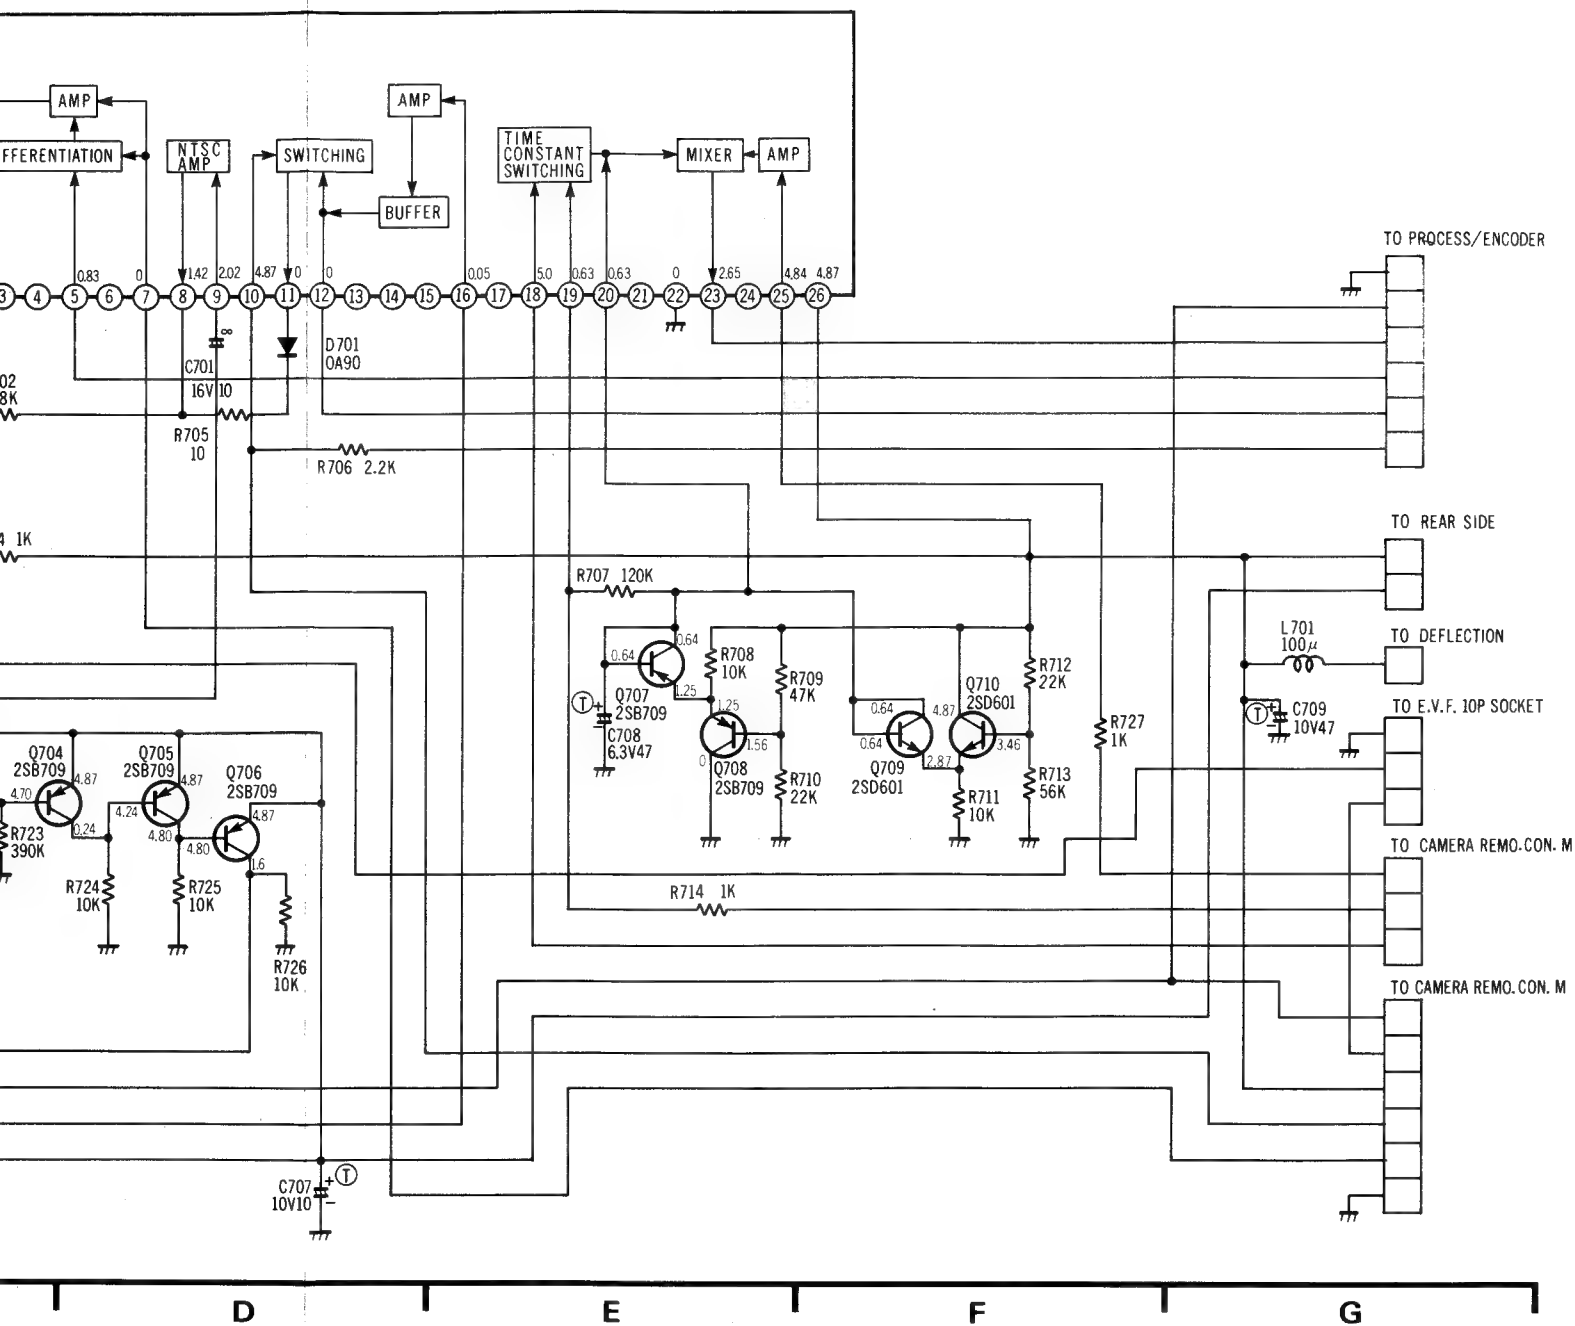 AMP
AMP
FFERENTIATION
NTSC
AMP
SWITCHING
BUFFER
TIME
CONSTANT
SWITCHING
MIXER
AMP
TO PROCESS/ENCODER
0.83
0
1.42
2.02
4.87
0
0
0.05
5.0
0.63
0.63
0
2.65
4.84
4.87
3
4
5
6
7
8
9
10
11
12
13
14
15
16
17
18
19
20
21
22
23
24
25
26
∞
C701
16V 10
D701
OA90
02
8K
R705
10
R706 2.2K
4 1K
TO REAR SIDE
R707 120K
0.64
0.64
1.25
Q707
2SB709
T
+
−
C708
6.3V47
R708
10K
R709
47K
1.25
1.56
0
Q708
2SB709
R710
22K
0.64
0.64
4.87
2.87
Q709
2SD601
Q710
2SD601
3.46
R711
10K
R712
22K
R713
56K
R727
1K
L701
100μ
TO DEFLECTION
T
+
−
C709
10V47
TO E.V.F. 10P SOCKET
Q704
2SB709
4.70
4.87
0.24
Q705
2SB709
4.87
4.24
4.80
Q706
2SB709
4.87
4.80
1.6
R723
390K
R724
10K
R725
10K
R726
10K
R714 1K
TO CAMERA REMO.CON. M
TO CAMERA REMO.CON. M
C707
10V10
+
−
T
D
E
F
G